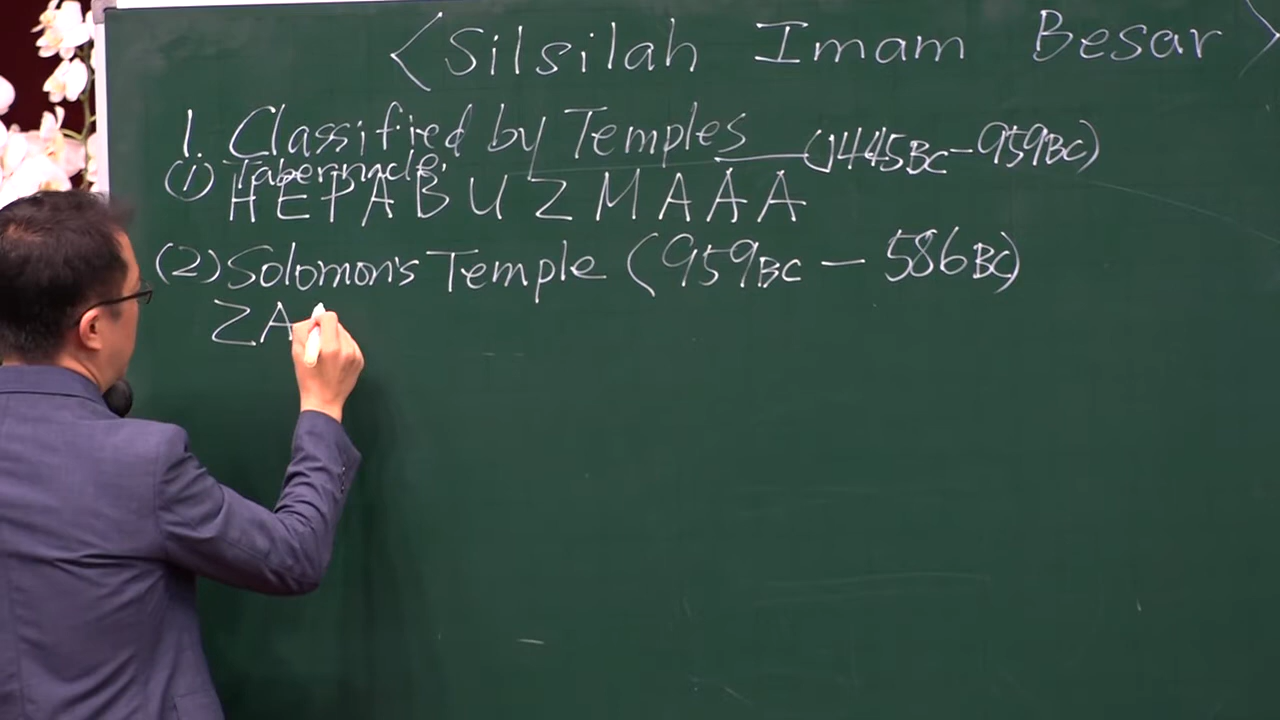 <Silsilah Imam Besar>
1. Classified by Temples
(1) Tabernacle (1445BC-959BC)
H E P A B U Z M A A A
(2) Solomon's Temple (959BC - 586BC)
ZA